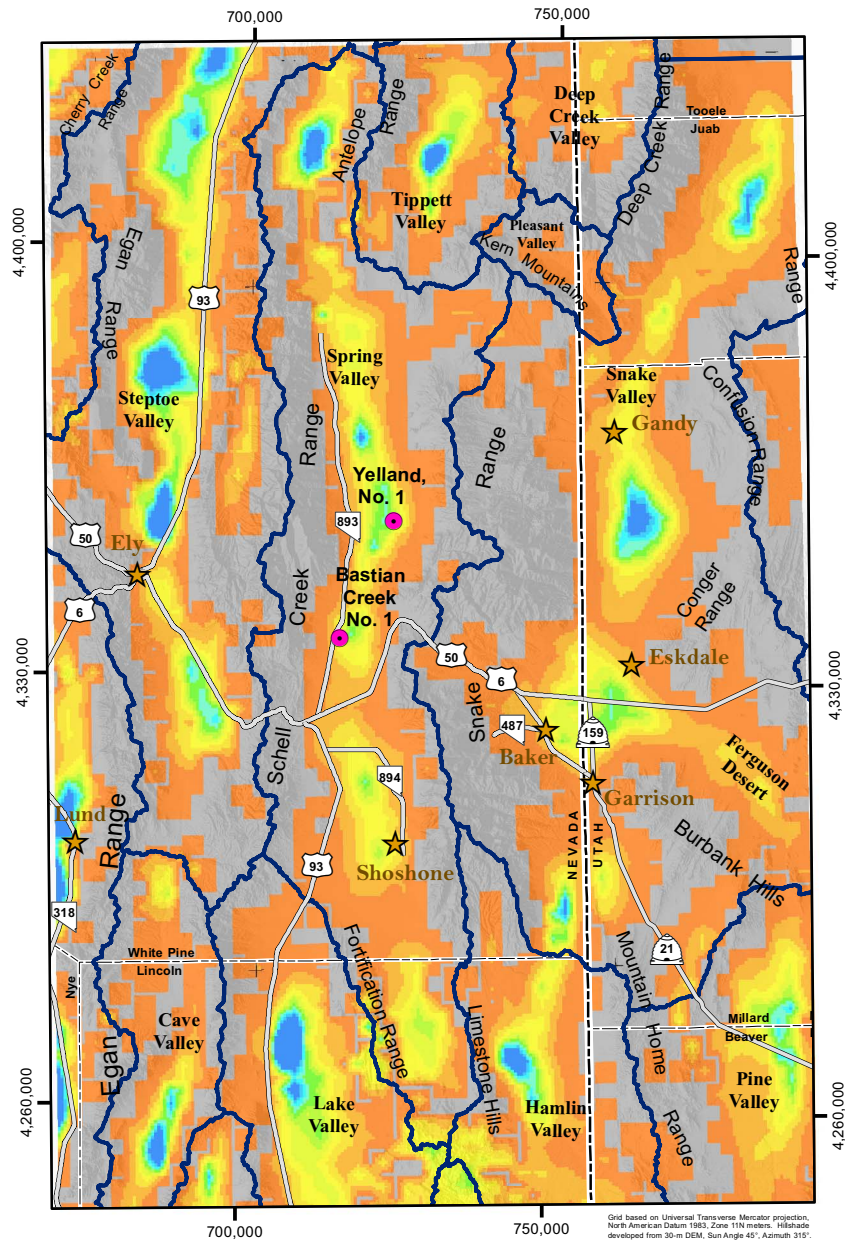 700,000
750,000
Cherry Creek
Range
Antelope
Range
Deep
Creek
Valley
Deep Creek Range
Tooele
Juab
Tippett
Valley
Pleasant
Valley
Kern Mountains
4,400,000
4,400,000
Egan
Range
Range
93
Spring
Valley
Steptoe
Valley
Snake
Valley
Confusion Range
Gandy
Range
Range
Yelland,
No. 1
893
50
Ely
Bastian
Creek
No. 1
Creek
Conger
Range
6
50
Eskdale
4,330,000
4,330,000
6
Snake
487
159
Baker
Schell
Ferguson
Desert
894
Garrison
Lund
Range
Burbank Hills
NEVADA
UTAH
93
Shoshone
318
21
White Pine
Lincoln
Nye
Fortification Range
Mountain Home
Range
Limestone Hills
Cave
Valley
Millard
Beaver
Egan
Pine
Valley
Lake
Valley
Hamlin
Valley
4,260,000
4,260,000
700,000
750,000
Grid based on Universal Transverse Mercator projection,
North American Datum 1983, Zone 11N meters. Hillshade
developed from 30-m DEM, Sun Angle 45°, Azimuth 315°.